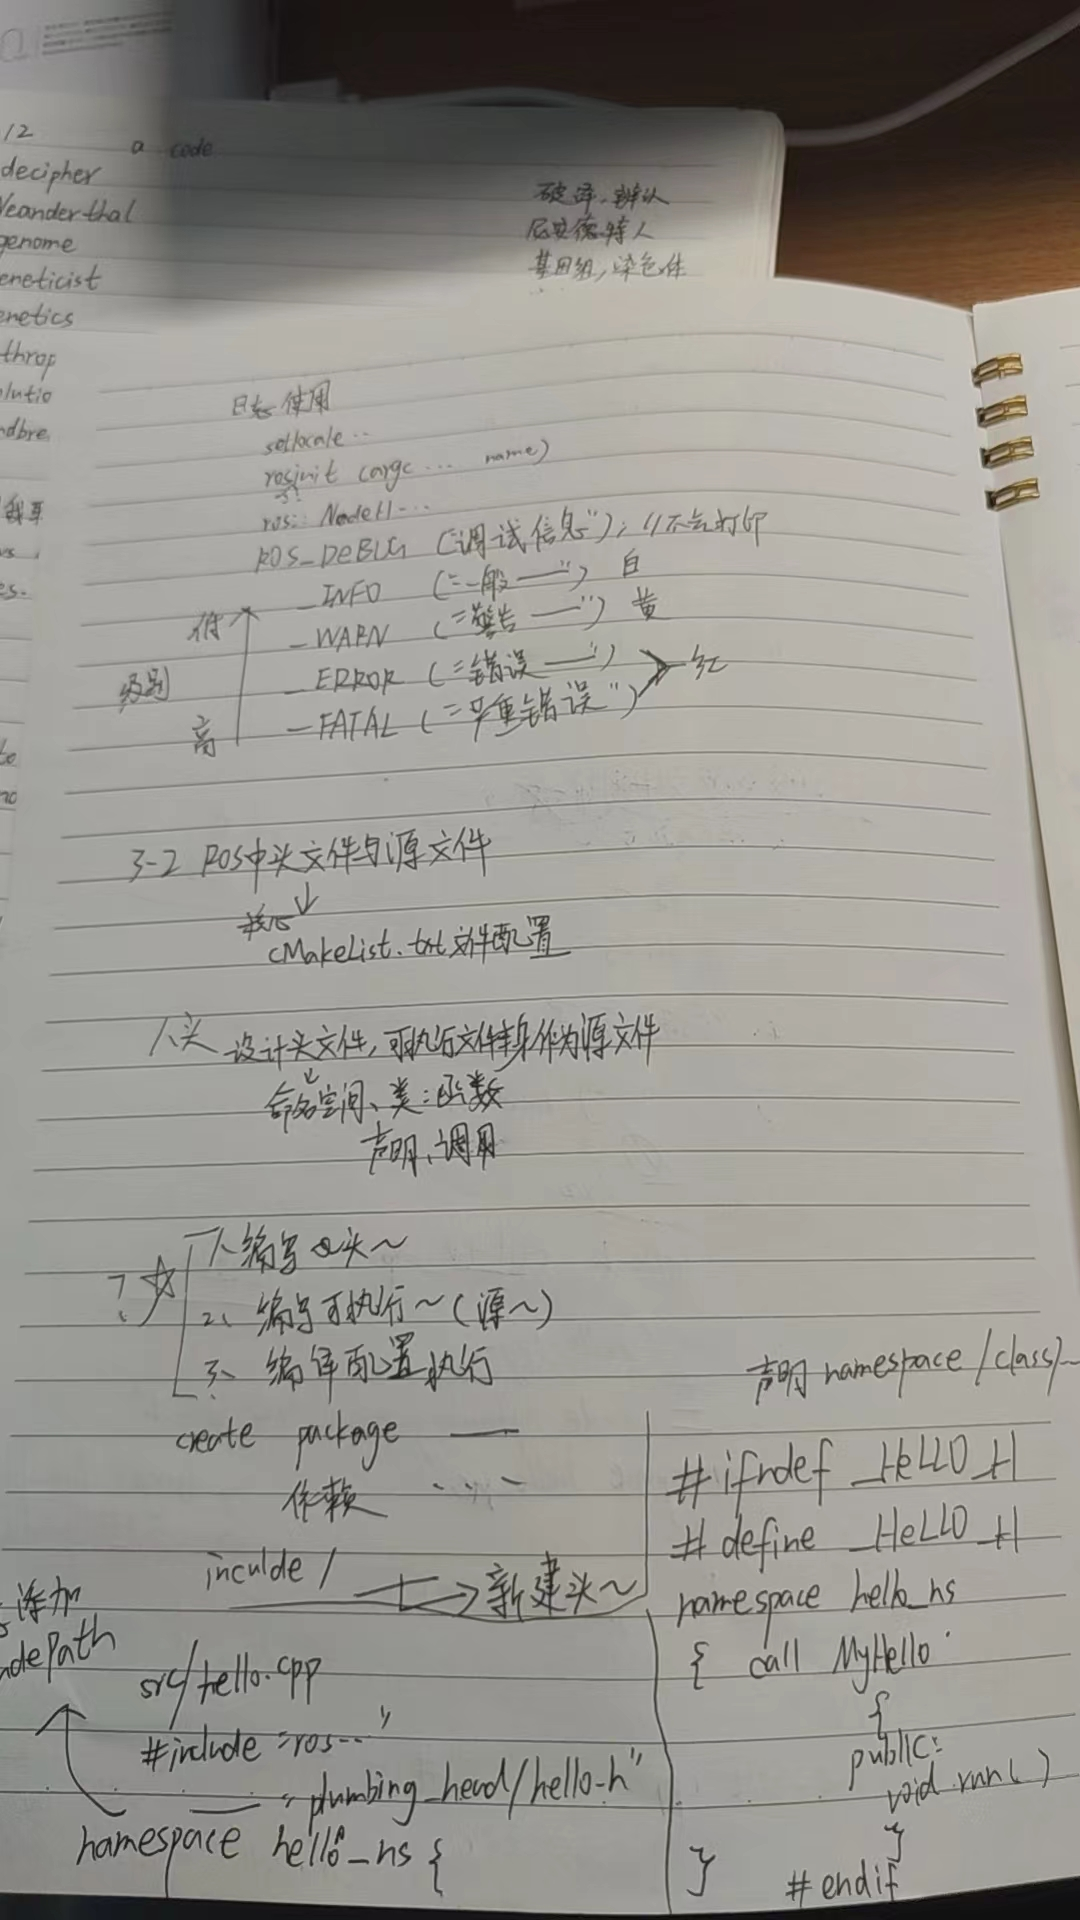 12
a code
decipher
Neanderthal
genome
eneticist
enetics
throp
lutio
ndbre
破译,辨认
尼安德特人
基因组,染色体
日志使用
setlocale ..
ros::init (argc ... name)
ros:: NodeH...
ROS_DEBUG ("调试信息"); //不会打印
_INFO ("一般 —") 白
_WARN ("警告 —") 黄
_ERROR ("错误 —")
_FATAL ("严重错误") 红
低
级别
高
3-2 ROS中头文件与源文件
核心
cMakeList.txt文件配置
1、头 设计头文件,可执行文件本身作为源文件
命名空间、类:函数
声明、调用
1、编写头~
2、编写可执行~(源~)
3、编译配置执行
create package —
依赖 ...
inculde / → 新建头~
添加
ndePath
src/hello.cpp
#include "ros..."
— "plumbing_head/hello.h"
namespace hello_ns {
声明 namespace/class~
#ifndef _HeLLO_H
#define _HeLLO_H
namespace hello_ns
{ call MyHello
{
public:
void run()
}
}
#endif